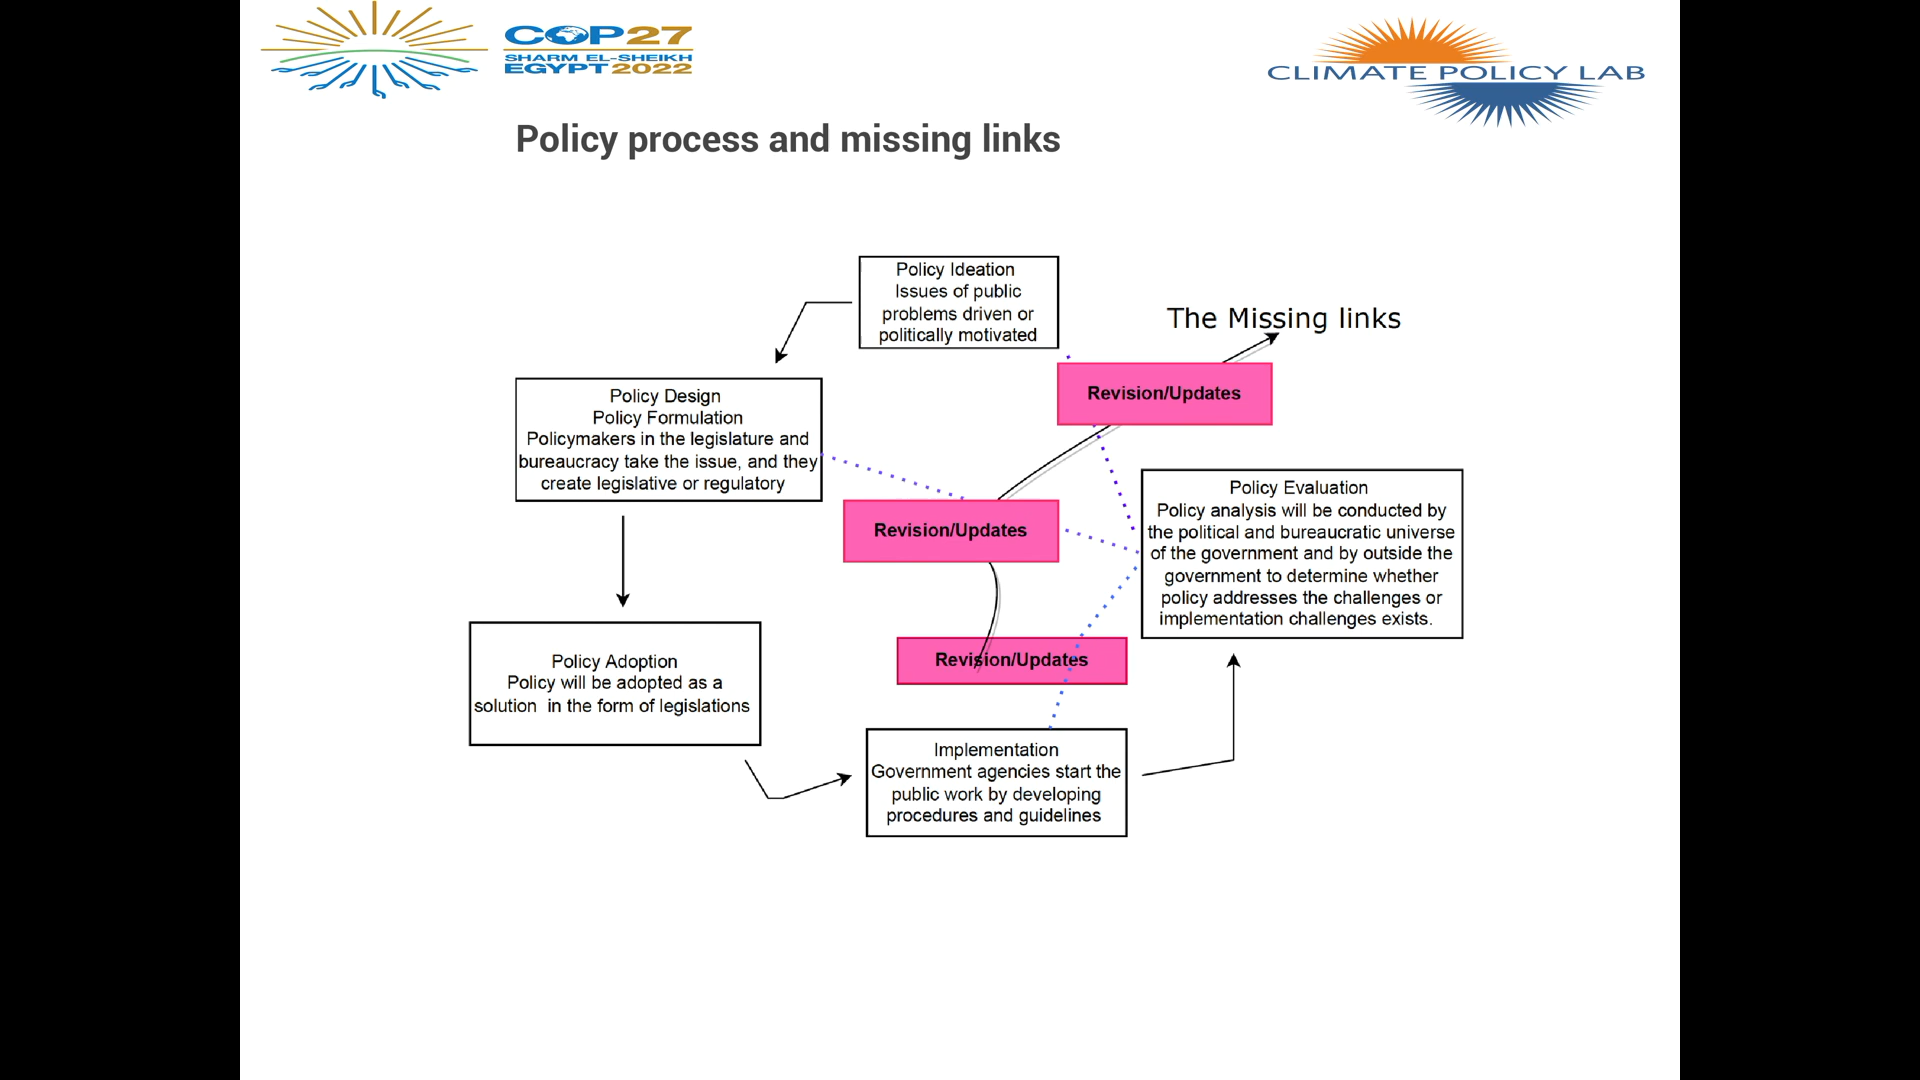 COP27
SHARM EL-SHEIKH
EGYPT 2022
CLIMATE POLICY LAB
Policy process and missing links
Policy Ideation
Issues of public
problems driven or
politically motivated
The Missing links
Revision/Updates
Policy Design
Policy Formulation
Policymakers in the legislature and
bureaucracy take the issue, and they
create legislative or regulatory
Revision/Updates
Policy Evaluation
Policy analysis will be conducted by
the political and bureaucratic universe
of the government and by outside the
government to determine whether
policy addresses the challenges or
implementation challenges exists.
Revision/Updates
Policy Adoption
Policy will be adopted as a
solution in the form of legislations
Implementation
Government agencies start the
public work by developing
procedures and guidelines